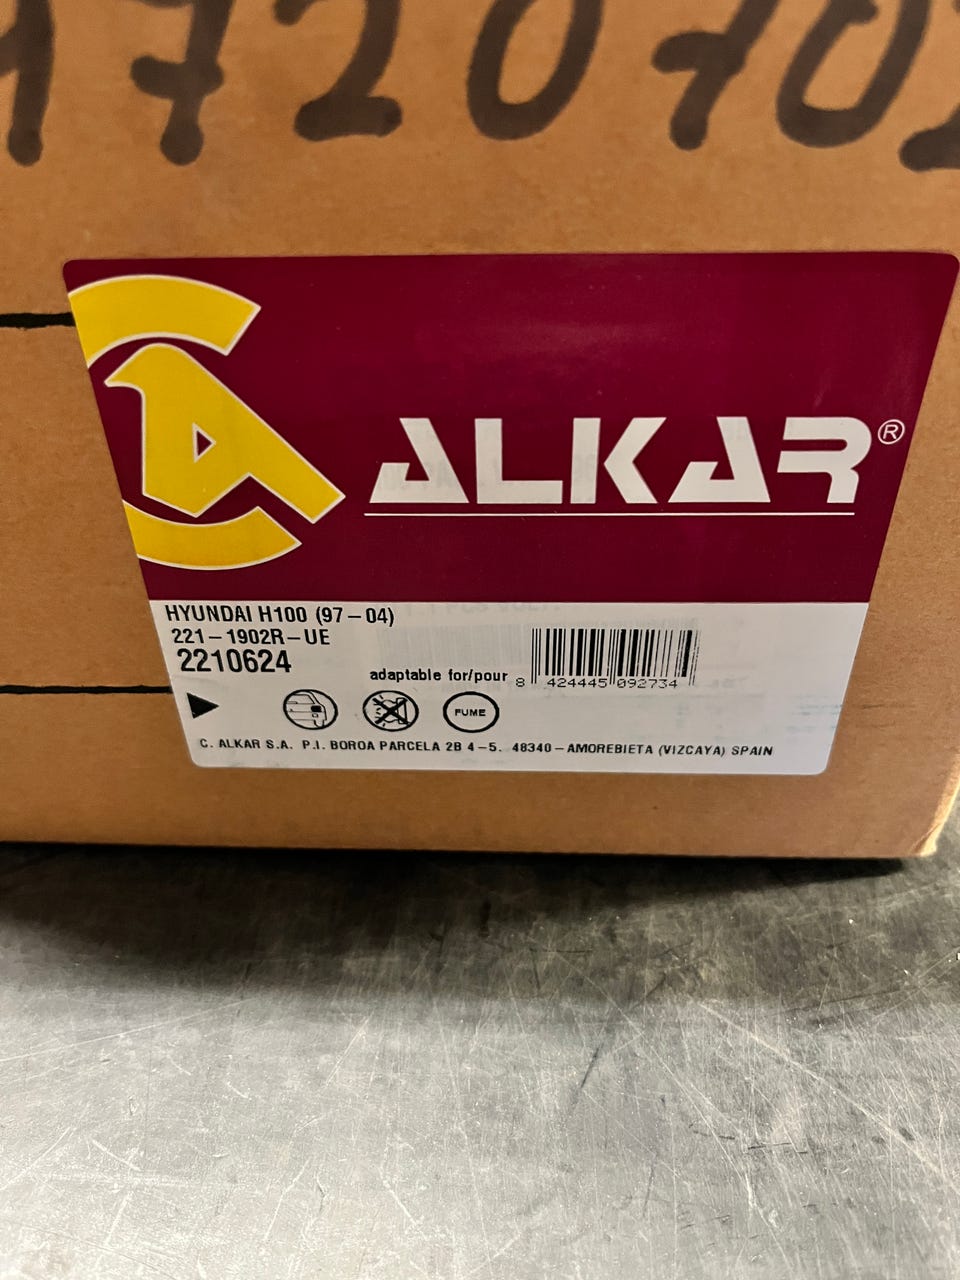 ALKAR®
HYUNDAI H100 (97-04)
221-1902R-UE
2210624
adaptable for/pour
8 424445 092734
FUME
C. ALKAR S.A. P.I. BOROA PARCELA 2B 4-5. 48340-AMOREBIETA (VIZCAYA) SPAIN